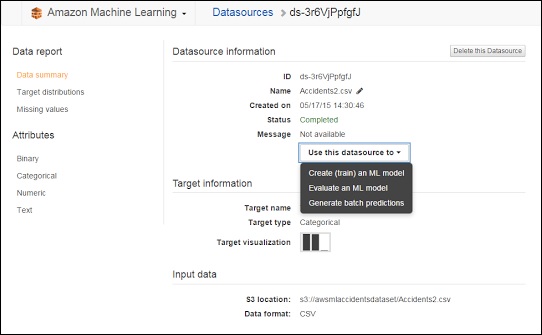 Amazon Machine Learning Datasources > ds-3r6VjPpfgfJ
Data report
Data summary
Target distributions
Missing values
Attributes
Binary
Categorical
Numeric
Text
Datasource information
Delete this Datasource
ID ds-3r6VjPpfgfJ
Name Accidents2.csv
Created on 05/17/15 14:30:46
Status Completed
Message Not available
Use this datasource to
Create (train) an ML model
Evaluate an ML model
Generate batch predictions
Target information
Target name
Target type Categorical
Target visualization
Input data
S3 location: s3://awsmlaccidentsdataset/Accidents2.csv
Data format: CSV